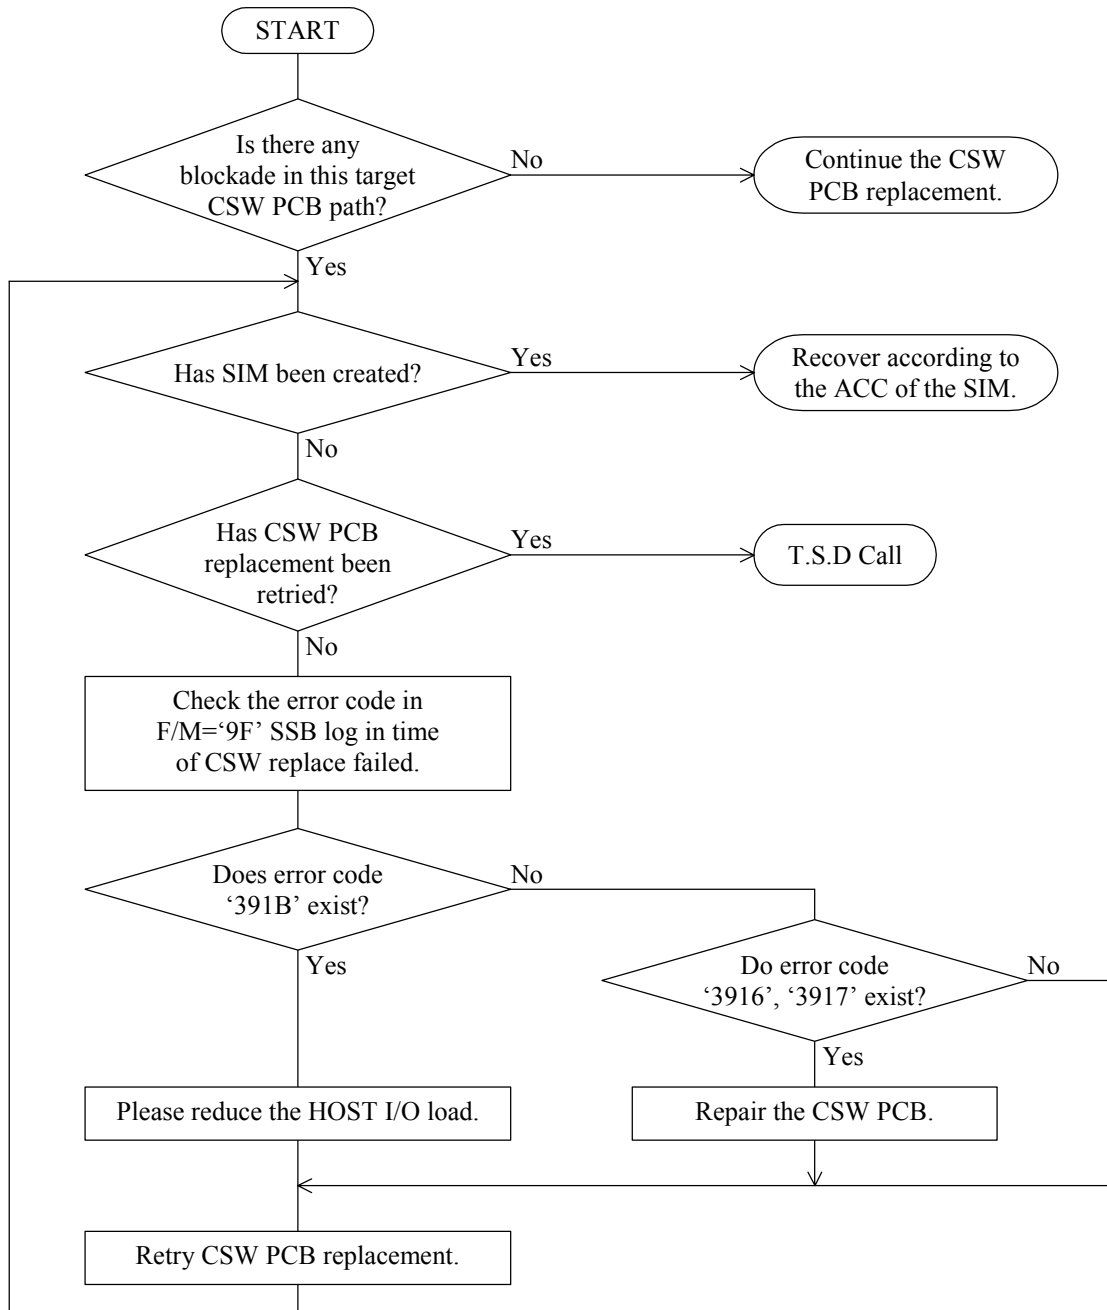 START
Is there any
blockade in this target
CSW PCB path?
No
Continue the CSW
PCB replacement.
Yes
Has SIM been created?
Yes
Recover according to
the ACC of the SIM.
No
Has CSW PCB
replacement been
retried?
Yes
T.S.D Call
No
Check the error code in
F/M=‘9F’ SSB log in time
of CSW replace failed.
Does error code
‘391B’ exist?
No
Yes
Do error code
‘3916’, ‘3917’ exist?
No
Yes
Please reduce the HOST I/O load.
Repair the CSW PCB.
Retry CSW PCB replacement.